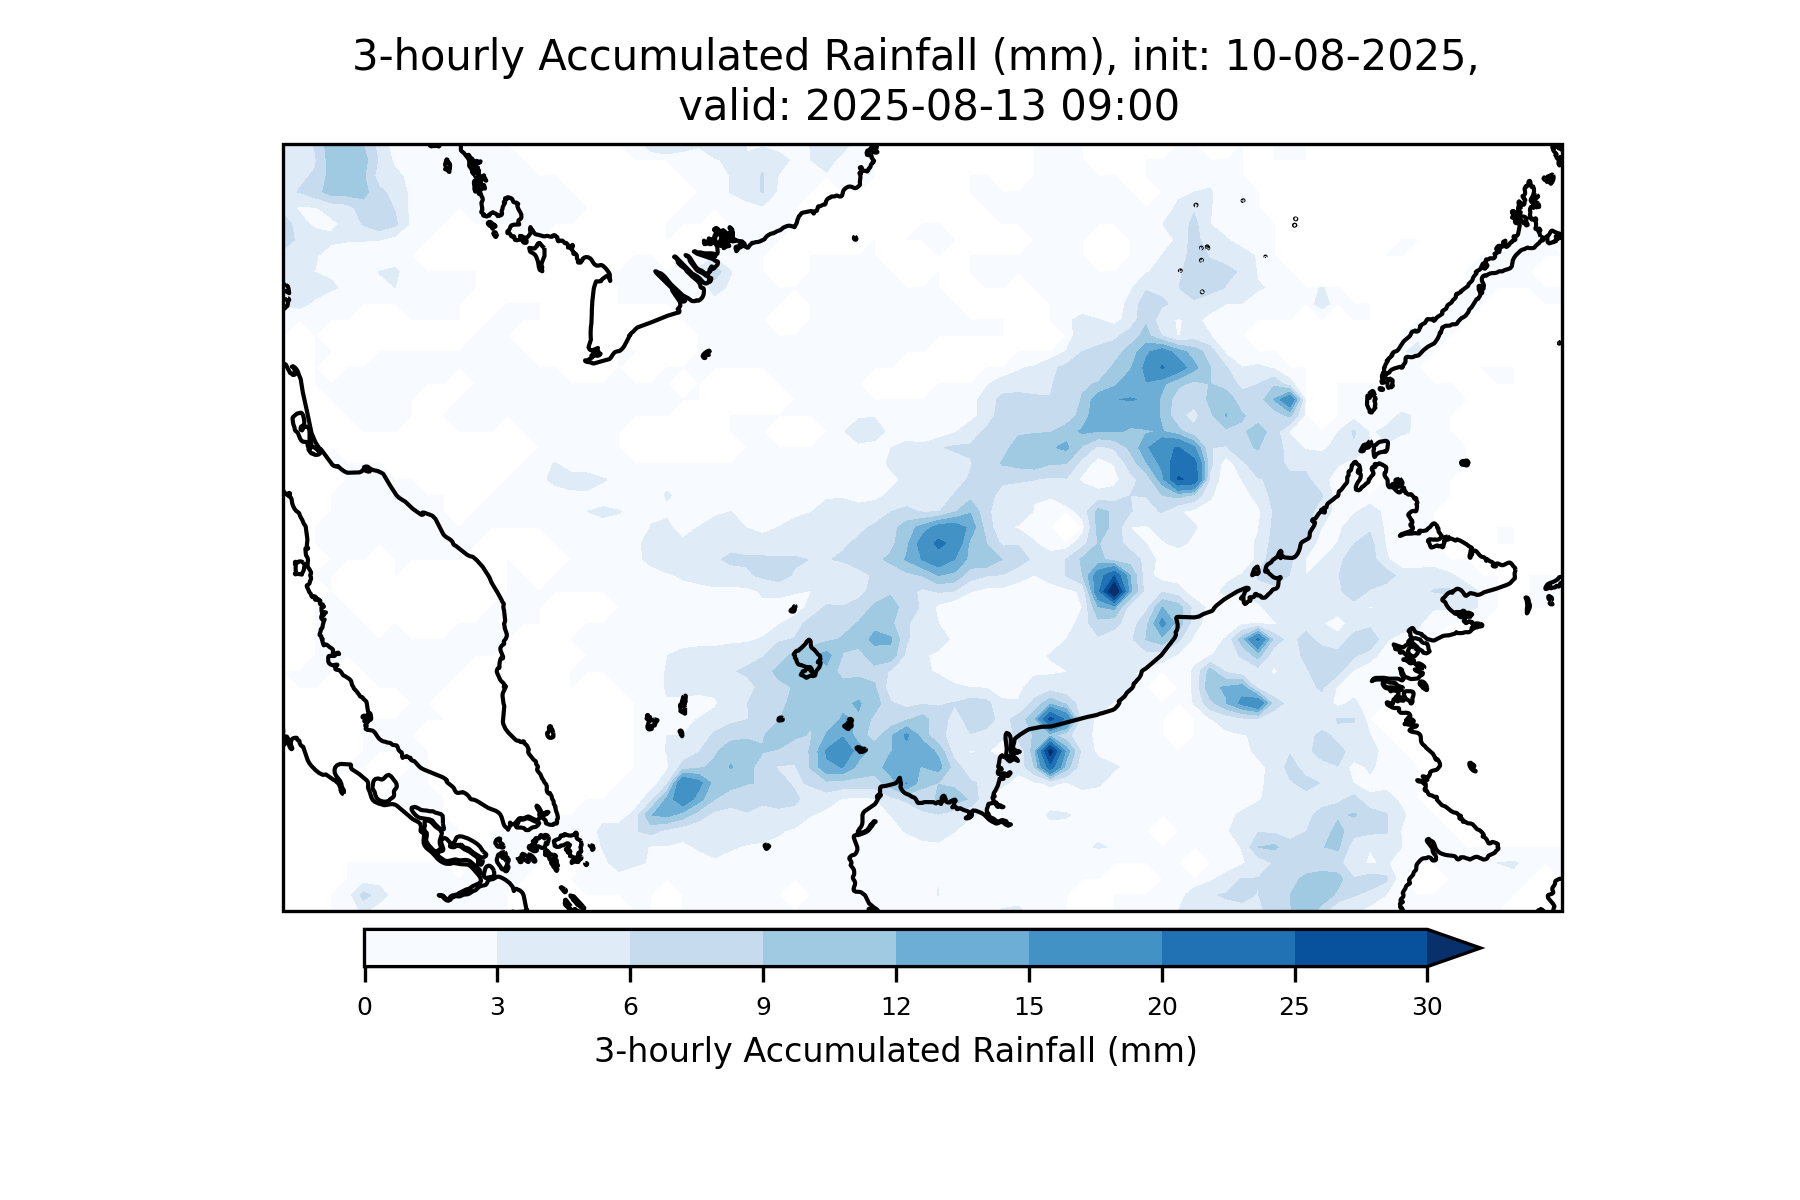 3-hourly Accumulated Rainfall (mm), init: 10-08-2025,
valid: 2025-08-13 09:00
0 3 6 9 12 15 20 25 30
3-hourly Accumulated Rainfall (mm)